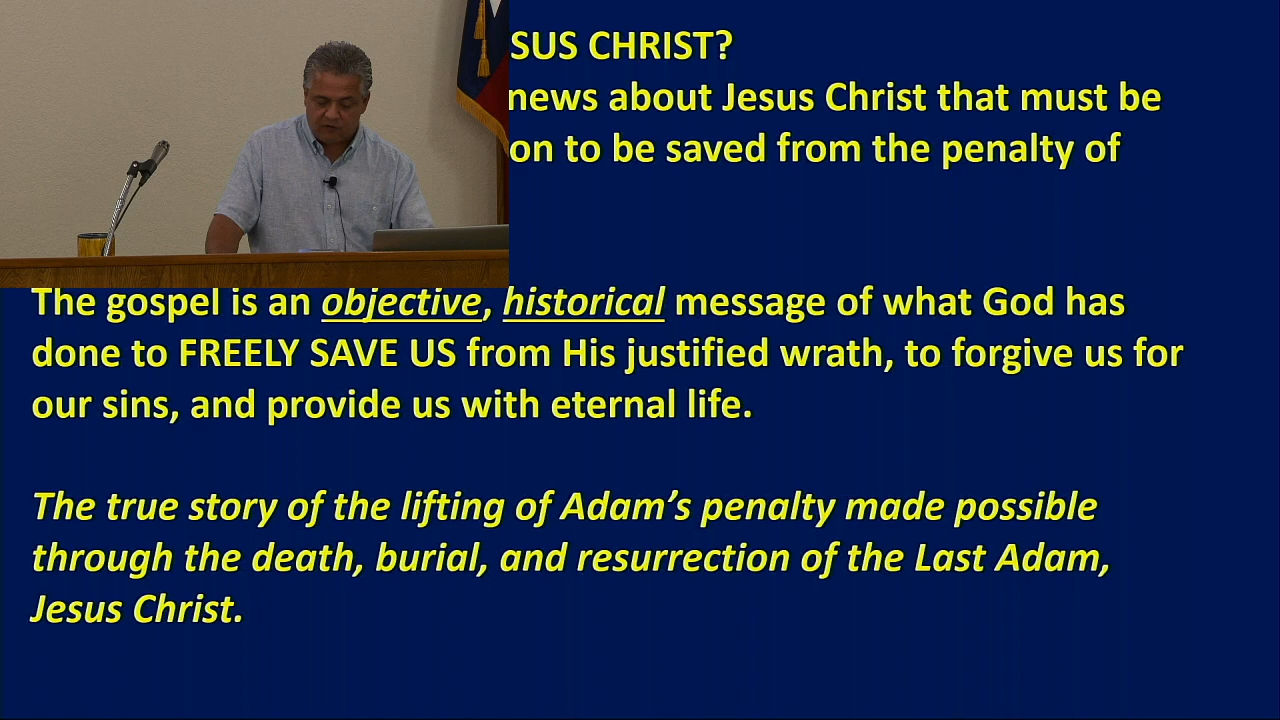 SUS CHRIST?
news about Jesus Christ that must be
on to be saved from the penalty of
The gospel is an objective, historical message of what God has
done to FREELY SAVE US from His justified wrath, to forgive us for
our sins, and provide us with eternal life.
The true story of the lifting of Adam's penalty made possible
through the death, burial, and resurrection of the Last Adam,
Jesus Christ.